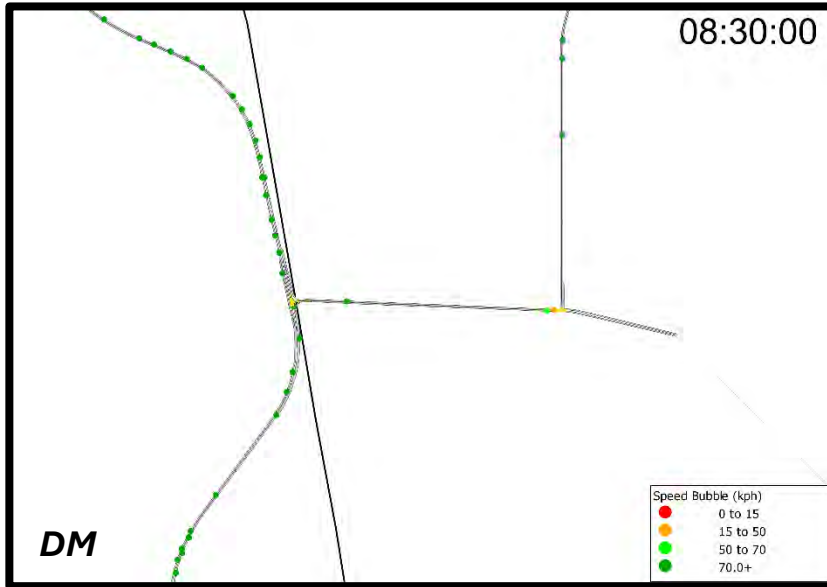 08:30:00
Speed Bubble (kph)
0 to 15
15 to 50
50 to 70
70.0+
DM